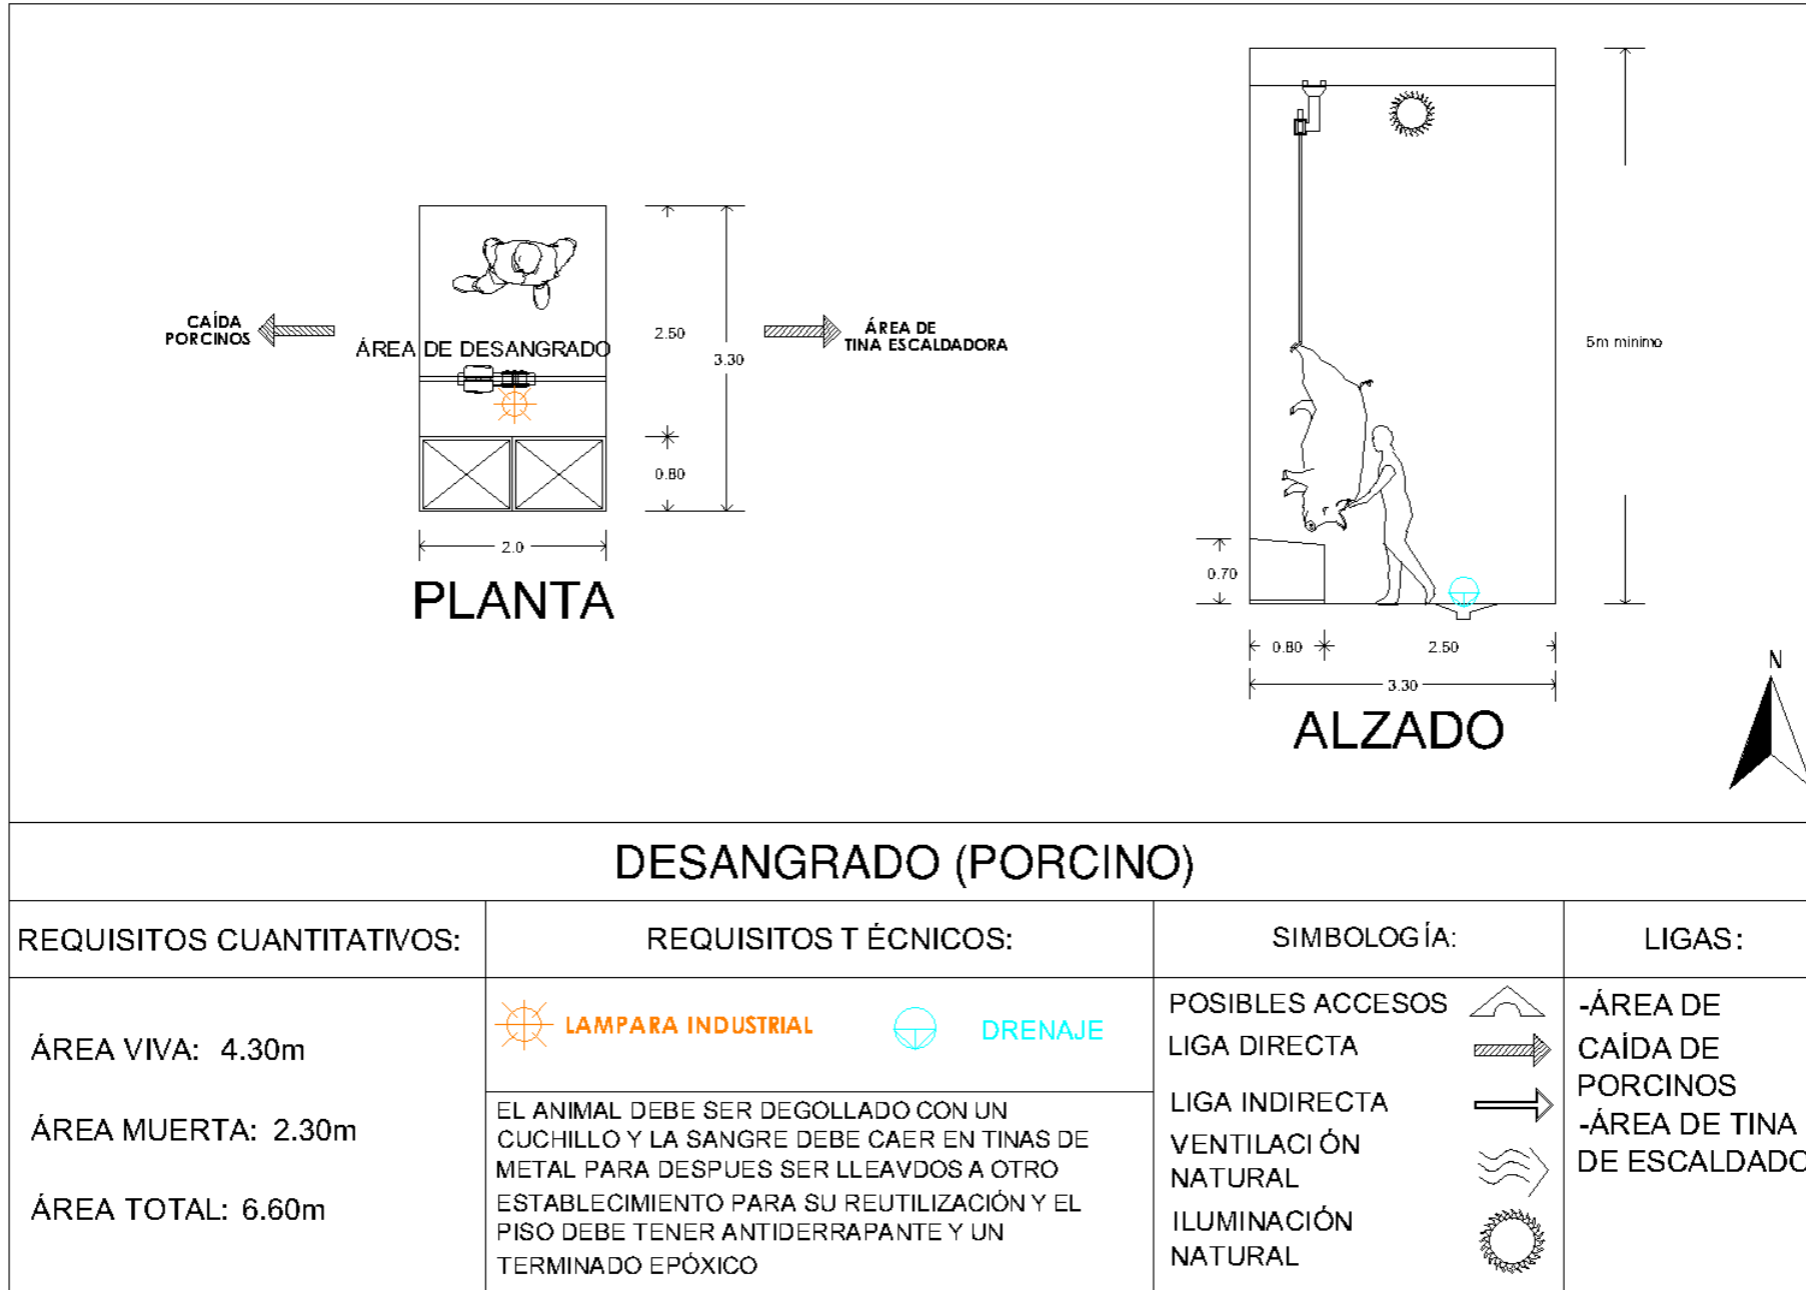 CAÍDA
PORCINOS
ÁREA DE DESANGRADO
ÁREA DE
TINA ESCALDADORA
2.50
3.30
0.80
2.0
PLANTA
5m minimo
0.70
0.80
2.50
3.30
ALZADO
N
DESANGRADO (PORCINO)
REQUISITOS CUANTITATIVOS:
ÁREA VIVA: 4.30m
ÁREA MUERTA: 2.30m
ÁREA TOTAL: 6.60m
REQUISITOS T ÉCNICOS:
LAMPARA INDUSTRIAL
DRENAJE
EL ANIMAL DEBE SER DEGOLLADO CON UN
CUCHILLO Y LA SANGRE DEBE CAER EN TINAS DE
METAL PARA DESPUES SER LLEAVDOS A OTRO
ESTABLECIMIENTO PARA SU REUTILIZACIÓN Y EL
PISO DEBE TENER ANTIDERRAPANTE Y UN
TERMINADO EPÓXICO
SIMBOLOGÍA:
POSIBLES ACCESOS
LIGA DIRECTA
LIGA INDIRECTA
VENTILACI ÓN
NATURAL
ILUMINACIÓN
NATURAL
LIGAS:
-ÁREA DE
CAÍDA DE
PORCINOS
-ÁREA DE TINA
DE ESCALDADO